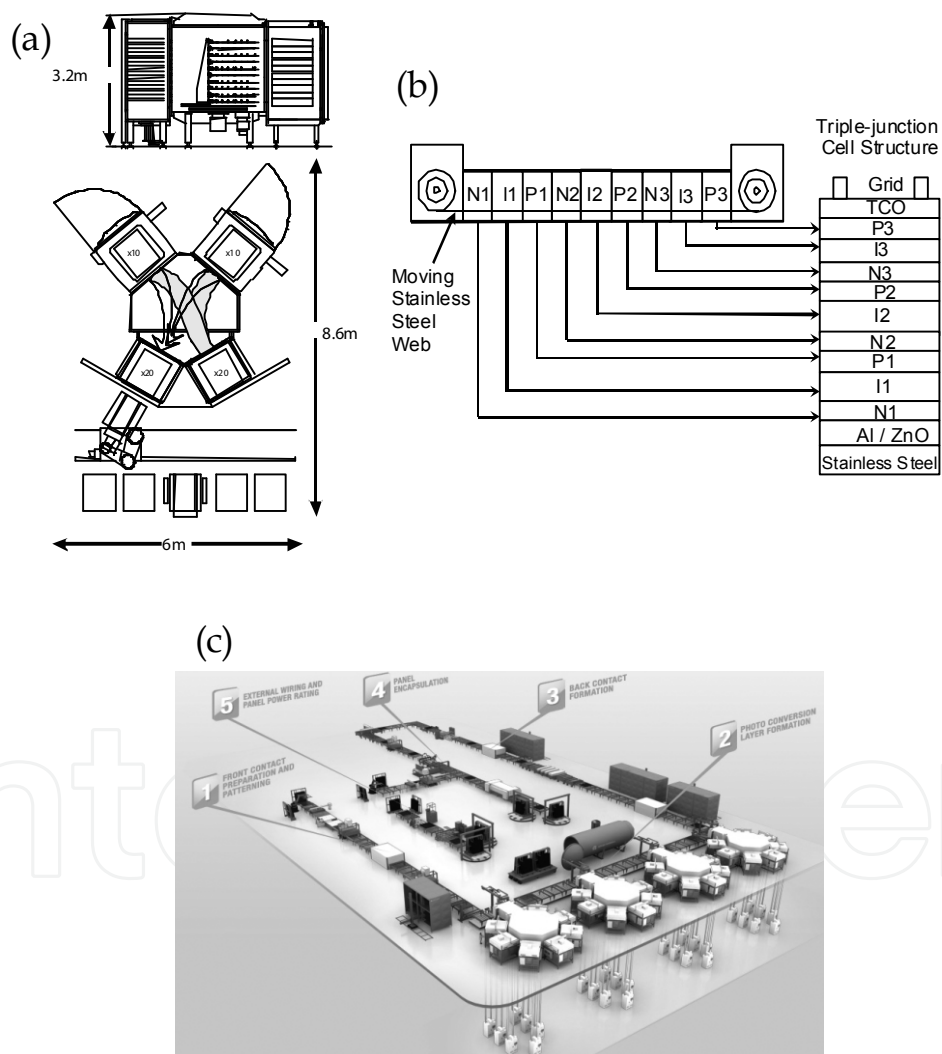 (a)
3.2m
x10
x10
8.6m
x20
x20
6m
(b)
Triple-junction
Cell Structure
N1 I1 P1 N2 I2 P2 N3 I3 P3
Moving
Stainless
Steel
Web
Grid
TCO
P3
I3
N3
P2
I2
N2
P1
I1
N1
Al / ZnO
Stainless Steel
(c)
5 EXTERNAL WIRING AND
PANEL POWER RATING
4 PANEL
ENCAPSULATION
3 BACK CONTACT
FORMATION
2 PHOTO CONVERSION
LAYER FORMATION
1 FRONT CONTACT
PREPARATION AND
PATTERNING